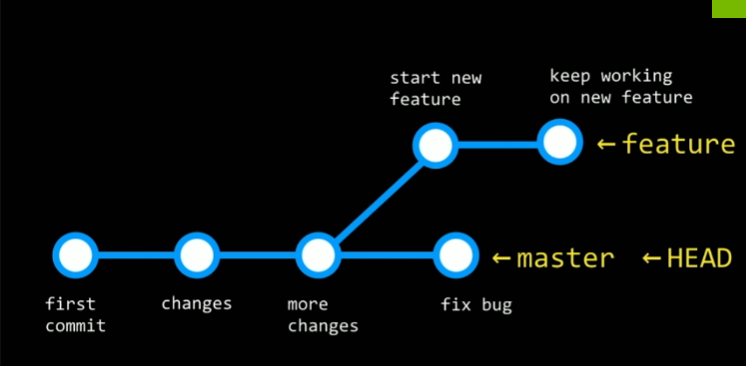 start new
feature
keep working
on new feature
←feature
←master ←HEAD
first
commit
changes
more
changes
fix bug